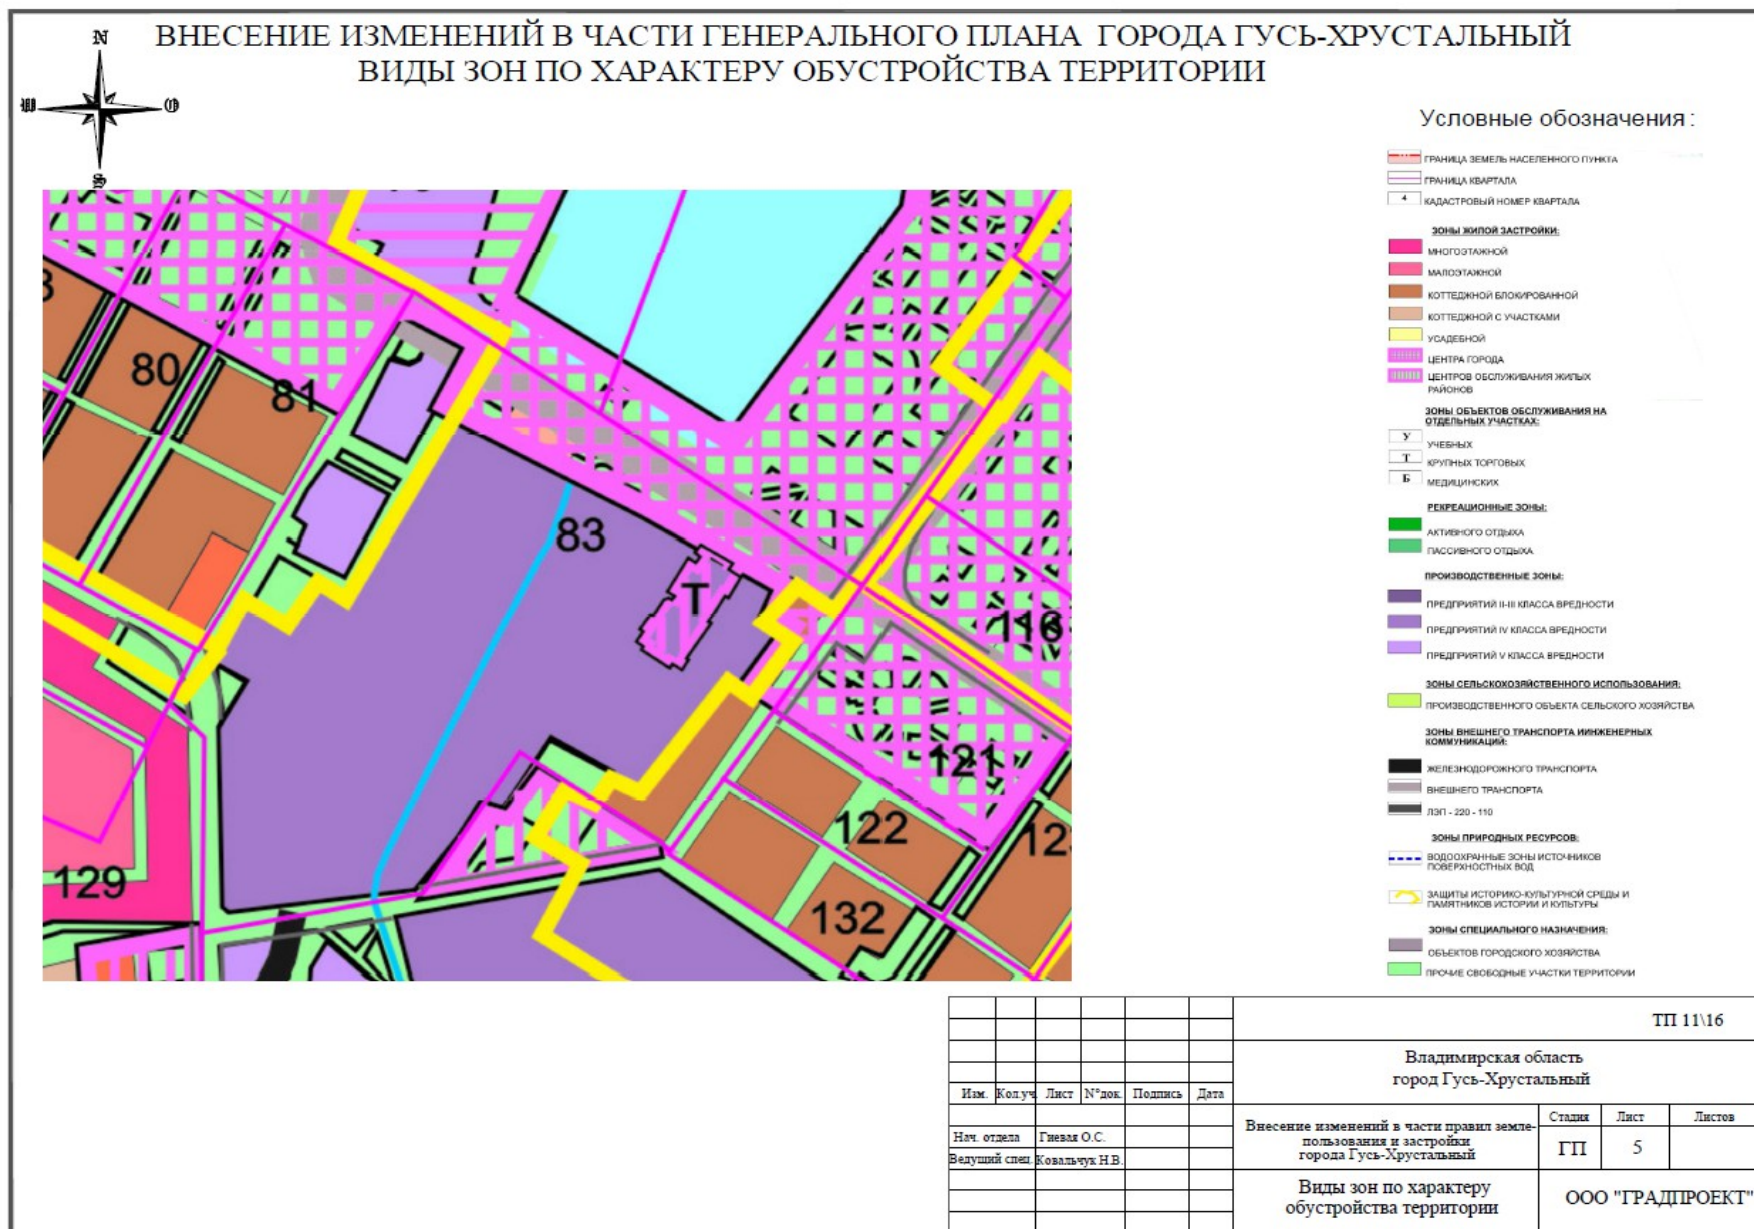 ВНЕСЕНИЕ ИЗМЕНЕНИЙ В ЧАСТИ ГЕНЕРАЛЬНОГО ПЛАНА ГОРОДА ГУСЬ-ХРУСТАЛЬНЫЙ
ВИДЫ ЗОН ПО ХАРАКТЕРУ ОБУСТРОЙСТВА ТЕРРИТОРИИ
N
W
O
S
Условные обозначения:
ГРАНИЦА ЗЕМЕЛЬ НАСЕЛЕННОГО ПУНКТА
ГРАНИЦА КВАРТАЛА
4 КАДАСТРОВЫЙ НОМЕР КВАРТАЛА
ЗОНЫ ЖИЛОЙ ЗАСТРОЙКИ:
МНОГОЭТАЖНОЙ
МАЛОЭТАЖНОЙ
КОТТЕДЖНОЙ БЛОКИРОВАННОЙ
КОТТЕДЖНОЙ С УЧАСТКАМИ
УСАДЕБНОЙ
ЦЕНТРА ГОРОДА
ЦЕНТРОВ ОБСЛУЖИВАНИЯ ЖИЛЫХ
РАЙОНОВ
ЗОНЫ ОБЪЕКТОВ ОБСЛУЖИВАНИЯ НА
ОТДЕЛЬНЫХ УЧАСТКАХ:
У УЧЕБНЫХ
Т КРУПНЫХ ТОРГОВЫХ
Б МЕДИЦИНСКИХ
РЕКРЕАЦИОННЫЕ ЗОНЫ:
АКТИВНОГО ОТДЫХА
ПАССИВНОГО ОТДЫХА
ПРОИЗВОДСТВЕННЫЕ ЗОНЫ:
ПРЕДПРИЯТИЙ II-III КЛАССА ВРЕДНОСТИ
ПРЕДПРИЯТИЙ IV КЛАССА ВРЕДНОСТИ
ПРЕДПРИЯТИЙ V КЛАССА ВРЕДНОСТИ
ЗОНЫ СЕЛЬСКОХОЗЯЙСТВЕННОГО ИСПОЛЬЗОВАНИЯ:
ПРОИЗВОДСТВЕННОГО ОБЪЕКТА СЕЛЬСКОГО ХОЗЯЙСТВА
ЗОНЫ ВНЕШНЕГО ТРАНСПОРТА ИИНЖЕНЕРНЫХ
КОММУНИКАЦИЙ:
ЖЕЛЕЗНОДОРОЖНОГО ТРАНСПОРТА
ВНЕШНЕГО ТРАНСПОРТА
ЛЭП - 220 - 110
ЗОНЫ ПРИРОДНЫХ РЕСУРСОВ:
ВОДООХРАННЫЕ ЗОНЫ ИСТОЧНИКОВ
ПОВЕРХНОСТНЫХ ВОД
ЗАЩИТЫ ИСТОРИКО-КУЛЬТУРНОЙ СРЕДЫ И
ПАМЯТНИКОВ ИСТОРИИ И КУЛЬТУРЫ
ЗОНЫ СПЕЦИАЛЬНОГО НАЗНАЧЕНИЯ:
ОБЪЕКТОВ ГОРОДСКОГО ХОЗЯЙСТВА
ПРОЧИЕ СВОБОДНЫЕ УЧАСТКИ ТЕРРИТОРИИ
80
81
83
Т
116
121
122
129
132
ТП 11\16
Владимирская область
город Гусь-Хрустальный
Изм. Кол.уч Лист N°док. Подпись Дата
Внесение изменений в части правил земле-
пользования и застройки
города Гусь-Хрустальный
Стадия Лист Листов
ГП 5
Нач. отдела Гневая О.С.
Ведущий спец. Ковальчук Н.В.
Виды зон по характеру
обустройства территории
ООО "ГРАДПРОЕКТ"